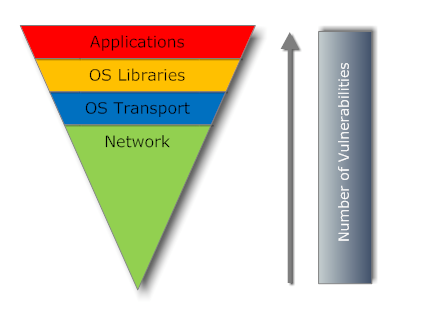 Applications
OS Libraries
OS Transport
Network
Number of Vulnerabilities